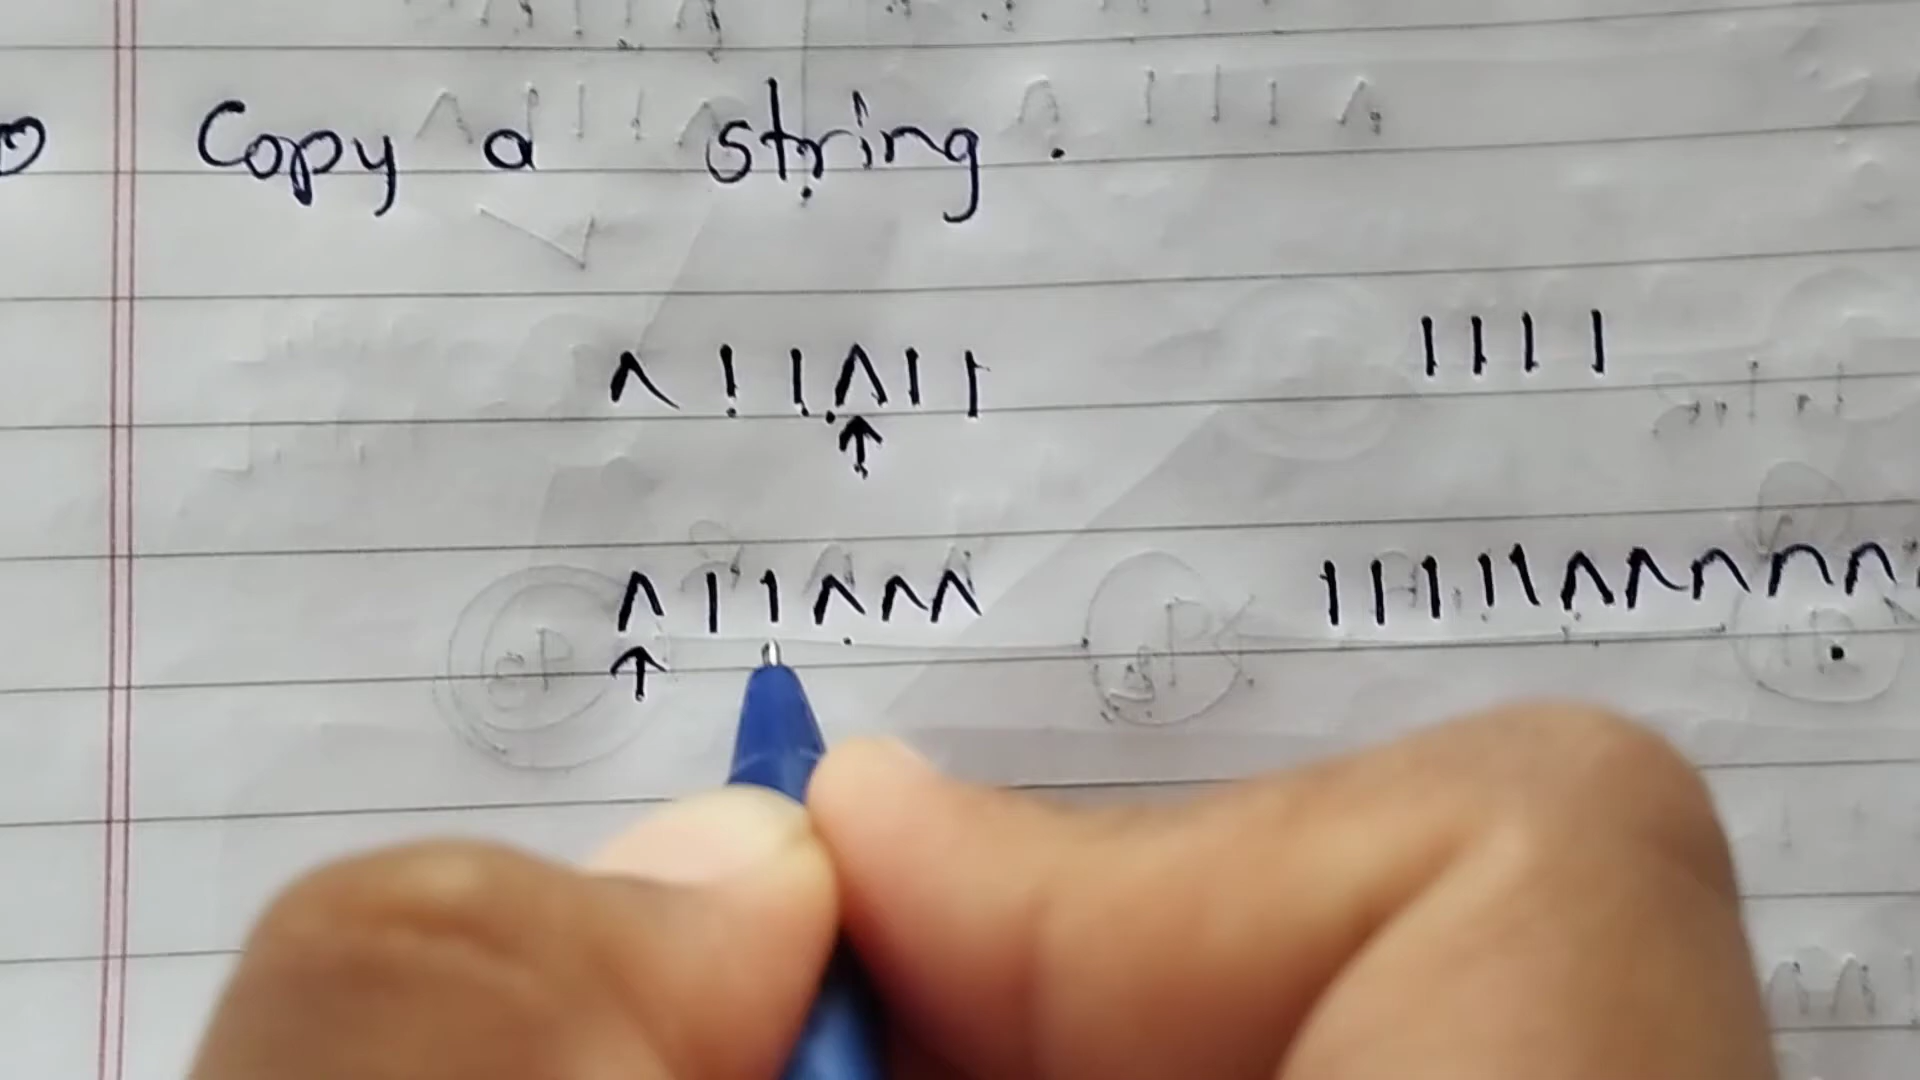 Copy a string.
^ 1 1 ^ 1 1 1 1 1 1
↑
^ 1 1 ^ ^ ^ 1 1 1 1 1 ^ ^ ^ ^ ^
↑